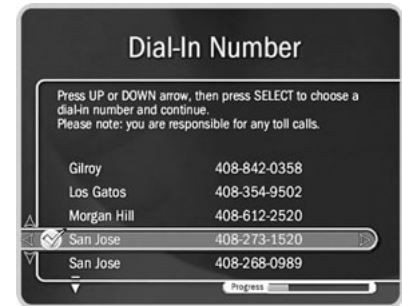 Dial-In Number
Press UP or DOWN arrow, then press SELECT to choose a
dial-in number and continue.
Please note: you are responsible for any toll calls.
Gilroy 408-842-0358
Los Gatos 408-354-9502
Morgan Hill 408-612-2520
San Jose 408-273-1520
San Jose 408-268-0989
Progress